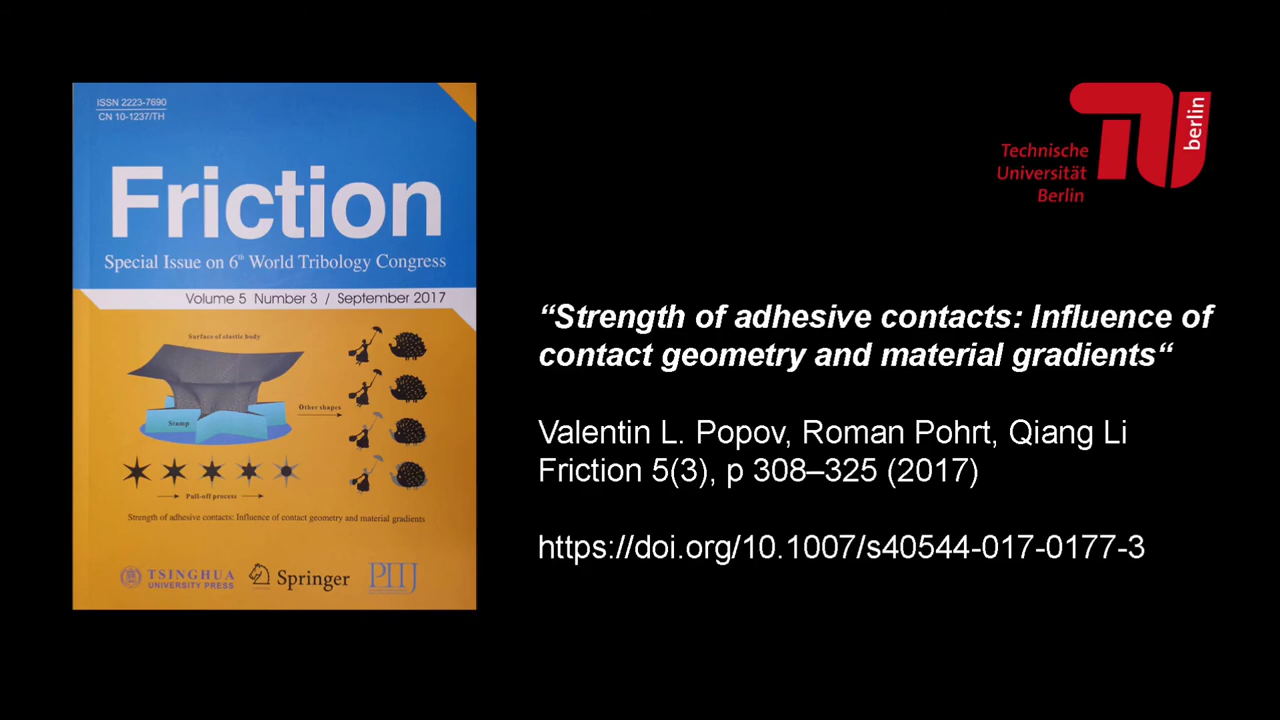 ISSN 2223-7690
CN 10-1237/TH
Friction
Special Issue on 6th World Tribology Congress
Volume 5 Number 3 / September 2017
Surface of elastic body
Stamp
Other shapes
Pull-off process
Strength of adhesive contacts: Influence of contact geometry and material gradients
TSINGHUA
UNIVERSITY PRESS
Springer
Technische
Universität
Berlin
berlin
“Strength of adhesive contacts: Influence of
contact geometry and material gradients“
Valentin L. Popov, Roman Pohrt, Qiang Li
Friction 5(3), p 308–325 (2017)
https://doi.org/10.1007/s40544-017-0177-3